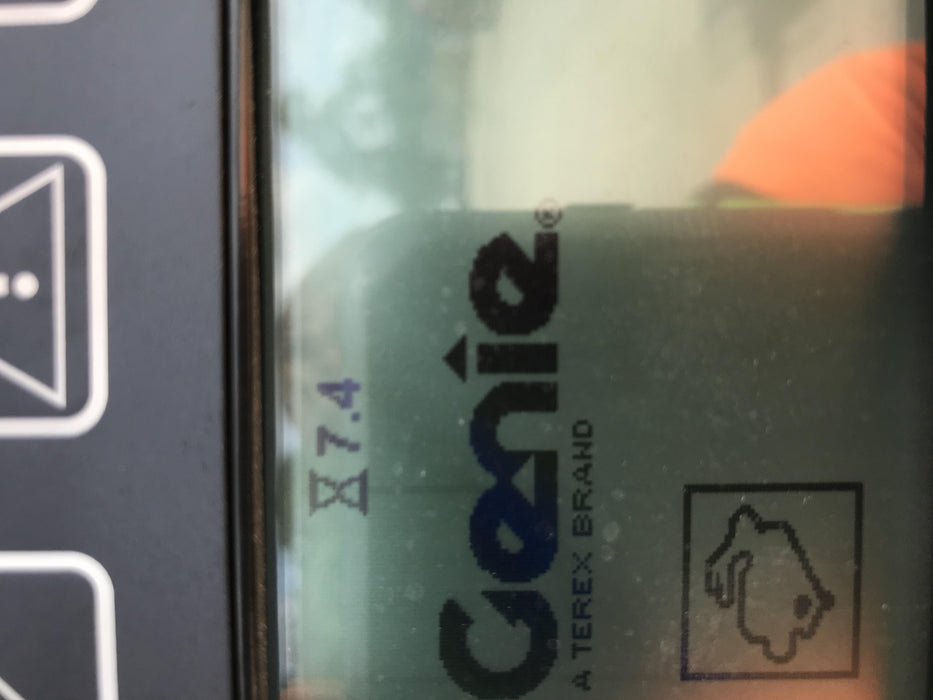 7.4
Genie®
A TEREX BRAND